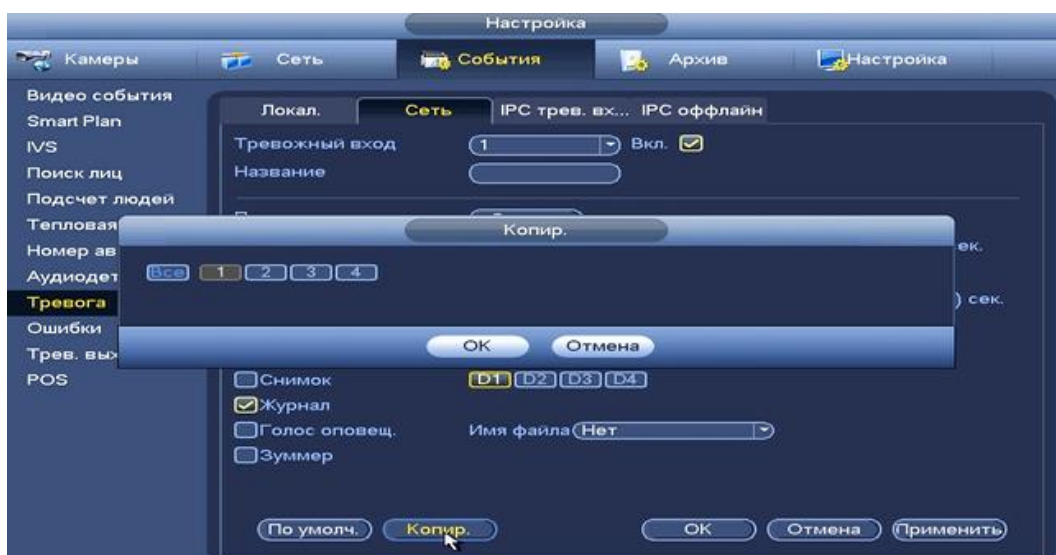 Настройка
Камеры Сеть События Архив Настройка
Видео события
Smart Plan
IVS
Поиск лиц
Подсчет людей
Тепловая
Номер ав
Аудиодет
Тревога
Ошибки
Трев. вых
POS
Локал. Сеть IPC трев. вх... IPC оффлайн
Тревожный вход 1 Вкл.
Название
Копир.
ек.
Все 1 2 3 4
) сек.
OK Отмена
Снимок D1 D2 D3 D4
Журнал
Голос оповещ. Имя файла Нет
Зуммер
По умолч. Копир. OK Отмена Применить